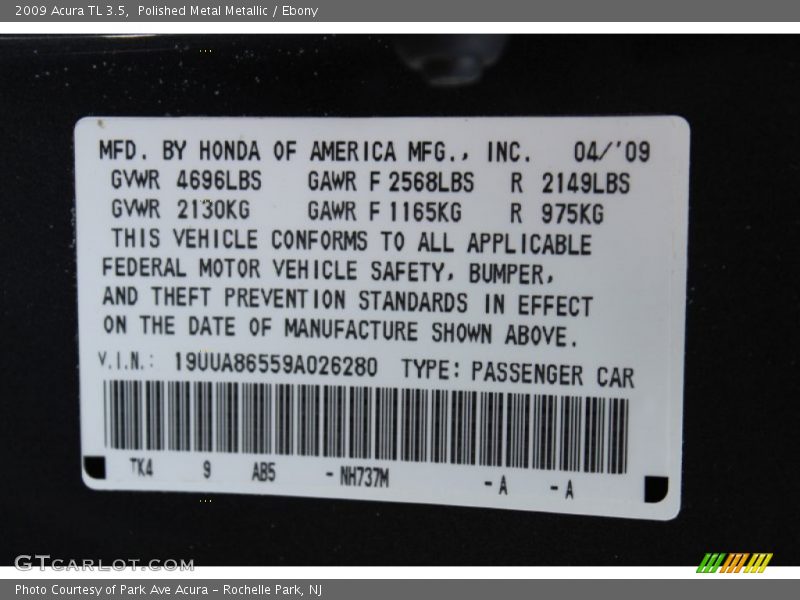 2009 Acura TL 3.5,  Polished Metal Metallic / Ebony
MFD. BY HONDA OF AMERICA MFG., INC. 04/'09
GVWR 4696LBS GAWR F 2568LBS R 2149LBS
GVWR 2130KG GAWR F 1165KG R 975KG
THIS VEHICLE CONFORMS TO ALL APPLICABLE
FEDERAL MOTOR VEHICLE SAFETY, BUMPER,
AND THEFT PREVENTION STANDARDS IN EFFECT
ON THE DATE OF MANUFACTURE SHOWN ABOVE.
V.I.N.: 19UUA86559A026280 TYPE: PASSENGER CAR
TK4 9 AB5 -NH737M -A -A
GTCARLOT.COM
Photo Courtesy of Park Ave Acura - Rochelle Park, NJ